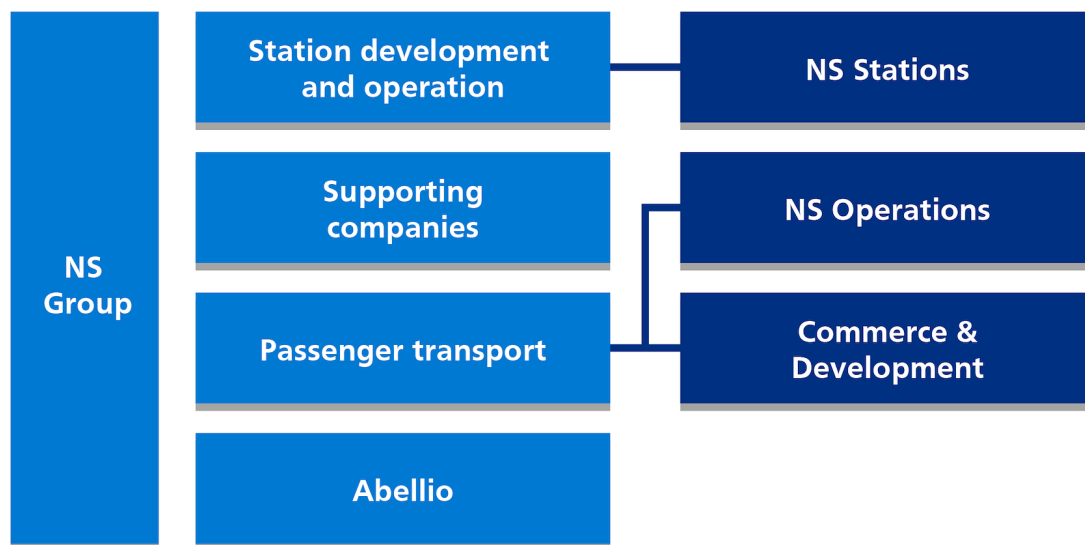 NS
Group
Station development
and operation
NS Stations
Supporting
companies
NS Operations
Passenger transport
Commerce &
Development
Abellio